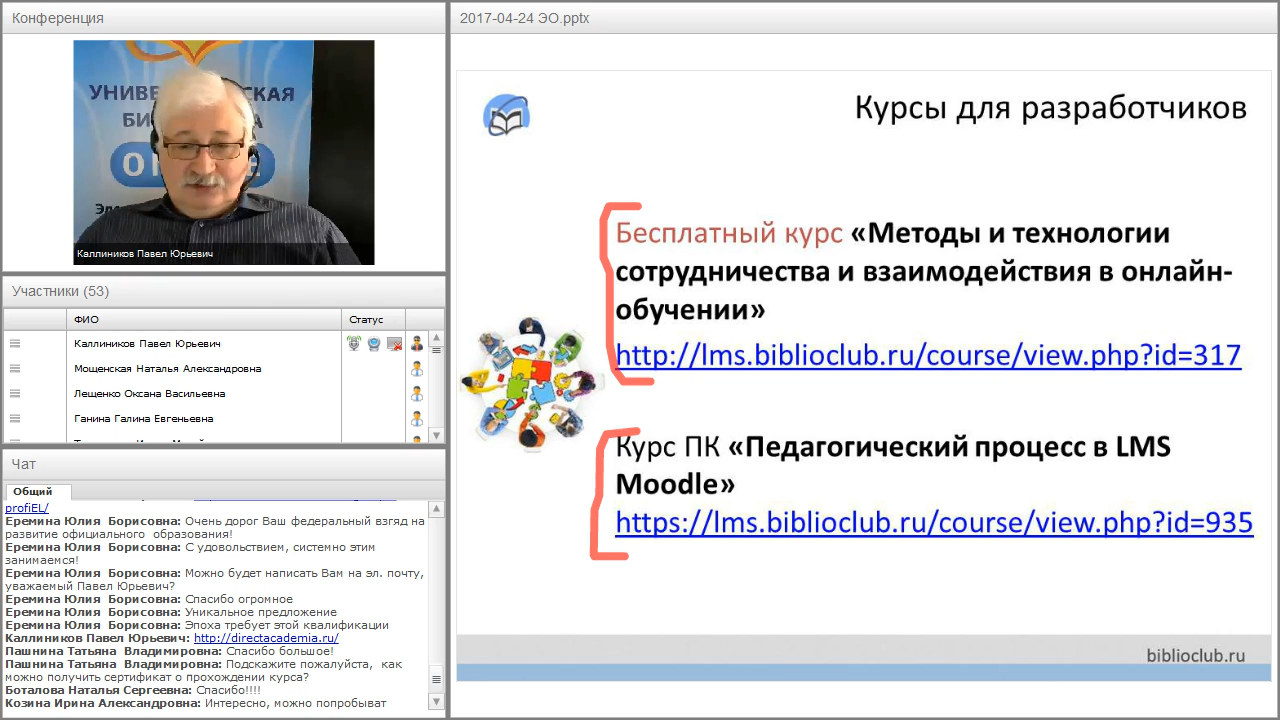 Конференция
УНИВЕ СКАЯ
Каллиников Павел Юрьевич
Участники (53)
ФИО
Статус
Каллиников Павел Юрьевич
Мощенская Наталья Александровна
Лещенко Оксана Васильевна
Ганина Галина Евгеньевна
Чат
Общий
profiEL/
Еремина Юлия Борисовна: Очень дорог Ваш федеральный взгяд на
развитие официального образования!
Еремина Юлия Борисовна: С удовольствием, системно этим
занимаемся!
Еремина Юлия Борисовна: Можно будет написать Вам на эл. почту,
уважаемый Павел Юрьевич?
Еремина Юлия Борисовна: Спасибо огромное
Еремина Юлия Борисовна: Уникальное предложение
Еремина Юлия Борисовна: Эпоха требует этой квалификации
Каллиников Павел Юрьевич: http://directacademia.ru/
Пашнина Татьяна Владимировна: Спасибо большое!
Пашнина Татьяна Владимировна: Подскажите пожалуйста, как
можно получить сертификат о прохождении курса?
Боталова Наталья Сергеевна: Спасибо!!!!
Козина Ирина Александровна: Интересно, можно попробыват
2017-04-24 ЭО.pptx
Курсы для разработчиков
Бесплатный курс «Методы и технологии
сотрудничества и взаимодействия в онлайн-
обучении»
http://lms.biblioclub.ru/course/view.php?id=317
Курс ПК «Педагогический процесс в LMS
Moodle»
https://lms.biblioclub.ru/course/view.php?id=935
biblioclub.ru